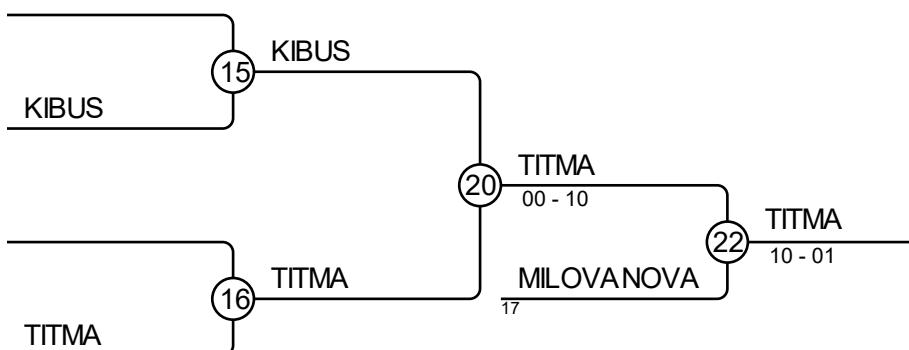 KIBUS
15
KIBUS
TITMA
20
00 - 10
TITMA
22
10 - 01
TITMA
16
MILOVANOVA
17
TITMA